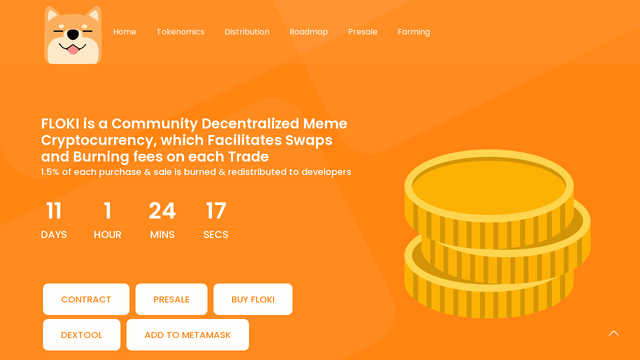 Home Tokenomics Distribution Roadmap Presale Farming
FLOKI is a Community Decentralized Meme
Cryptocurrency, which Facilitates Swaps
and Burning fees on each Trade
1.5% of each purchase & sale is burned & redistributed to developers
11 1 24 17
DAYS HOUR MINS SECS
CONTRACT PRESALE BUY FLOKI
DEXTOOL ADD TO METAMASK